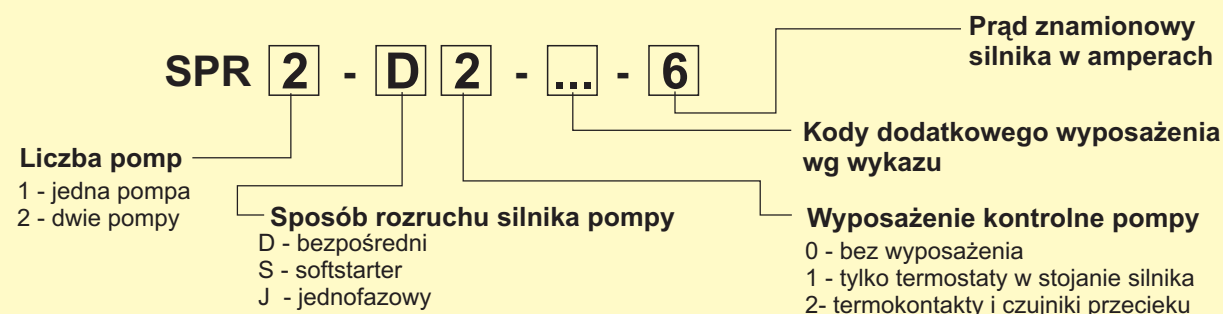 SPR 2 - D 2 - ... - 6
Prąd znamionowy
silnika w amperach
Kody dodatkowego wyposażenia
wg wykazu
Liczba pomp
1 - jedna pompa
2 - dwie pompy
Sposób rozruchu silnika pompy
D - bezpośredni
S - softstarter
J - jednofazowy
Wyposażenie kontrolne pompy
0 - bez wyposażenia
1 - tylko termostaty w stojanie silnika
2- termokontakty i czujniki przecieku